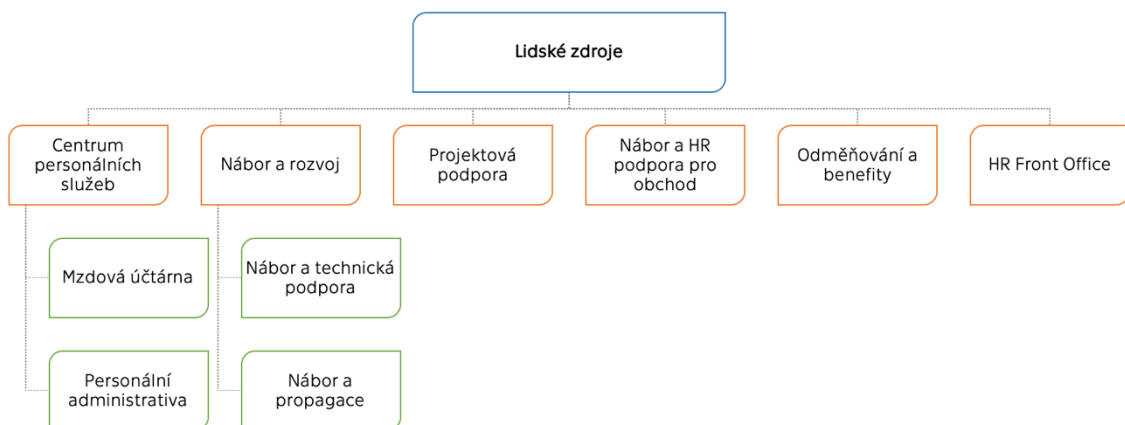 Lidské zdroje
Centrum
personálních
služeb
Nábor a rozvoj
Projektová
podpora
Nábor a HR
podpora pro
obchod
Odměňování a
benefity
HR Front Office
Mzdová účtárna
Nábor a technická
podpora
Personální
administrativa
Nábor a
propagace